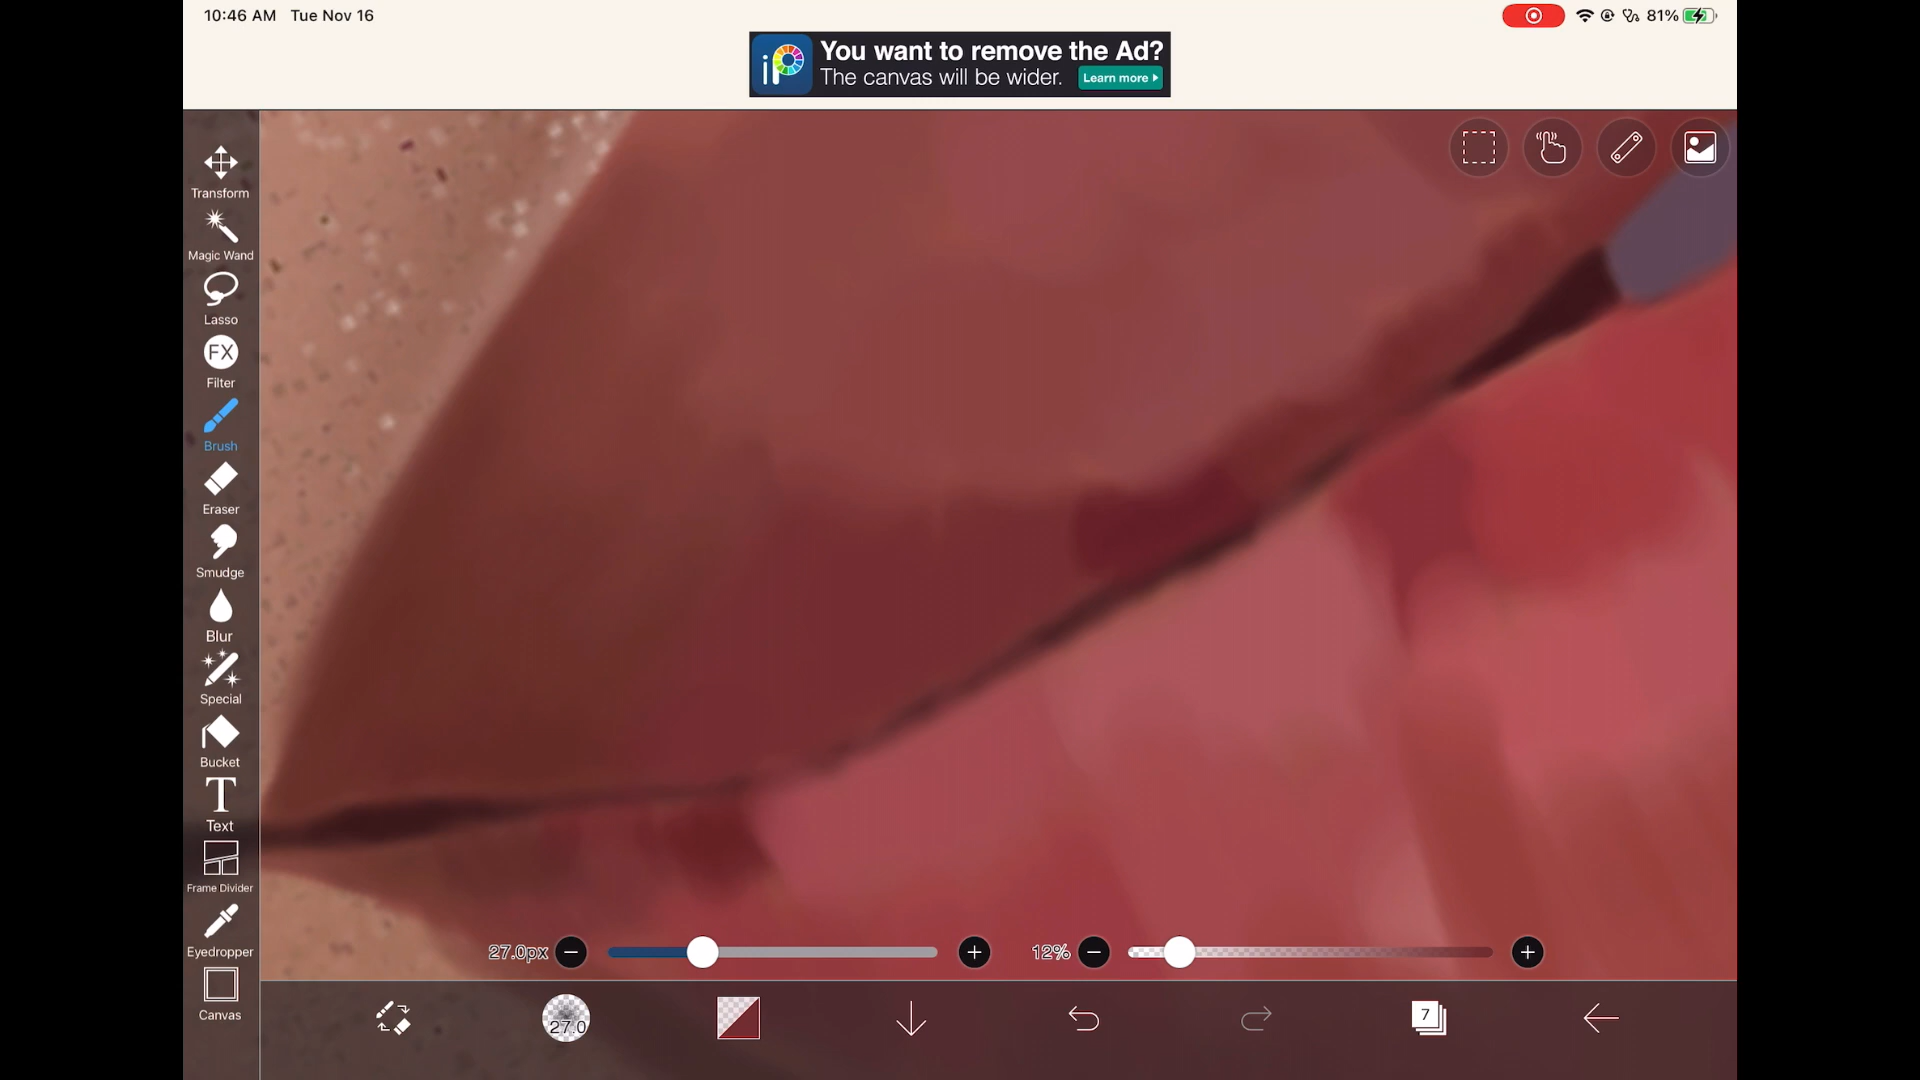 10:46 AM Tue Nov 16
81%
iP
You want to remove the Ad?
The canvas will be wider. Learn more
Transform
Magic Wand
Lasso
FX
Filter
Brush
Eraser
Smudge
Blur
Special
Bucket
T
Text
Frame Divider
Eyedropper
Canvas
27.0px
12%
27.0
7